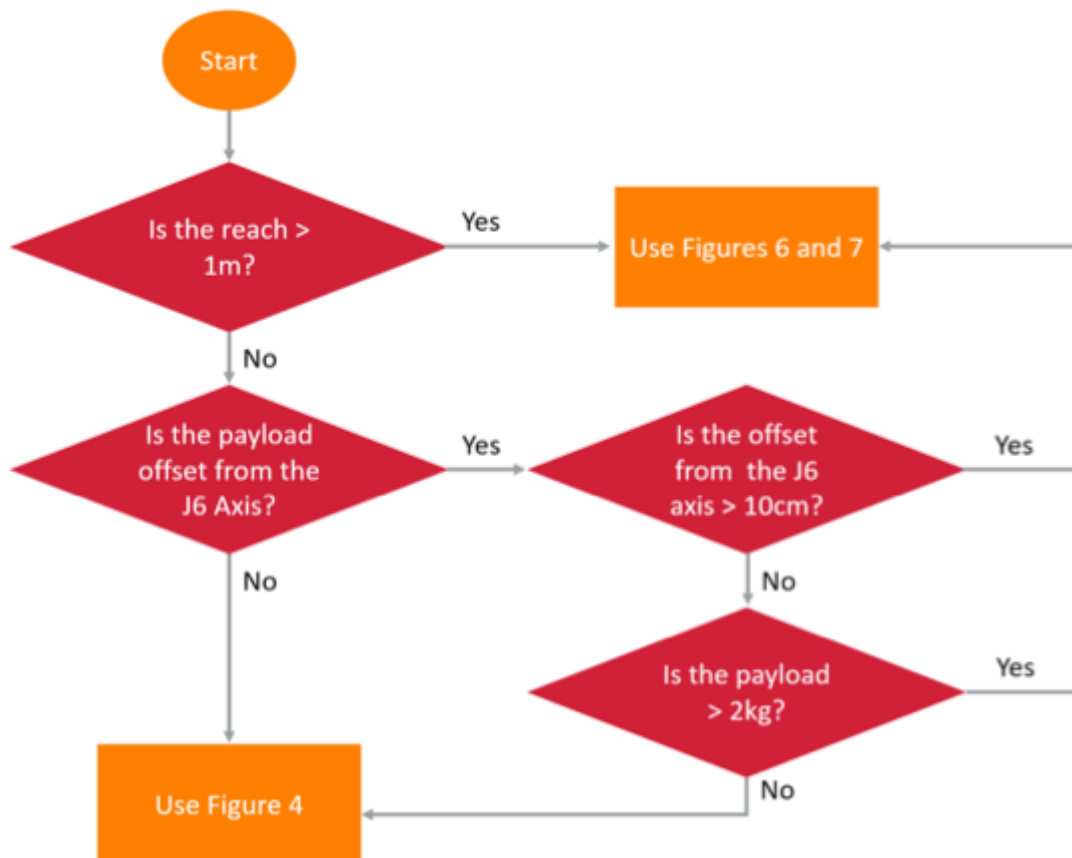 Start
Is the reach >
1m?
Yes
Use Figures 6 and 7
No
Is the payload
offset from the
J6 Axis?
Yes
Is the offset
from the J6
axis > 10cm?
Yes
No
No
Is the payload
> 2kg?
Yes
No
Use Figure 4